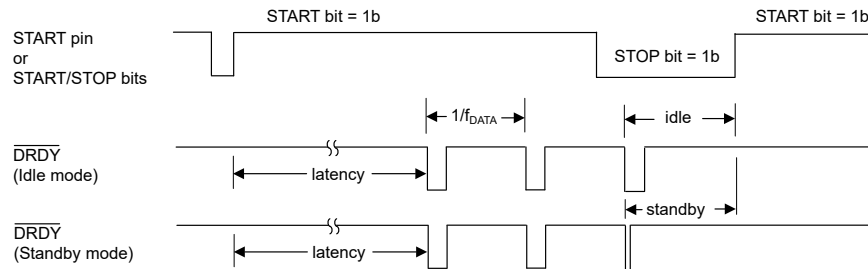 START bit = 1b
START bit = 1b
START pin
or
START/STOP bits
STOP bit = 1b
1/fDATA
idle
DRDY
(Idle mode)
latency
standby
DRDY
(Standby mode)
latency